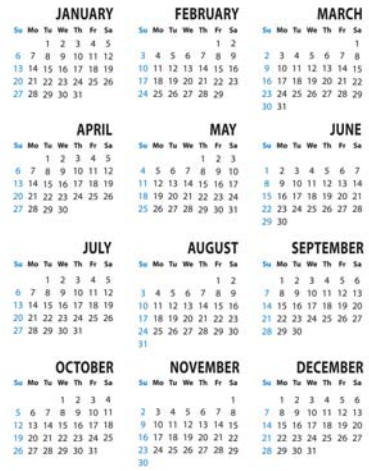 JANUARY
Su Mo Tu We Th Fr Sa
1 2 3 4 5
6 7 8 9 10 11 12
13 14 15 16 17 18 19
20 21 22 23 24 25 26
27 28 29 30 31
FEBRUARY
Su Mo Tu We Th Fr Sa
1 2
3 4 5 6 7 8 9
10 11 12 13 14 15 16
17 18 19 20 21 22 23
24 25 26 27 28 29
MARCH
Su Mo Tu We Th Fr Sa
1
2 3 4 5 6 7 8
9 10 11 12 13 14 15
16 17 18 19 20 21 22
23 24 25 26 27 28 29
30 31
APRIL
Su Mo Tu We Th Fr Sa
1 2 3 4 5
6 7 8 9 10 11 12
13 14 15 16 17 18 19
20 21 22 23 24 25 26
27 28 29 30
MAY
Su Mo Tu We Th Fr Sa
1 2 3
4 5 6 7 8 9 10
11 12 13 14 15 16 17
18 19 20 21 22 23 24
25 26 27 28 29 30 31
JUNE
Su Mo Tu We Th Fr Sa
1 2 3 4 5 6 7
8 9 10 11 12 13 14
15 16 17 18 19 20 21
22 23 24 25 26 27 28
29 30
JULY
Su Mo Tu We Th Fr Sa
1 2 3 4 5
6 7 8 9 10 11 12
13 14 15 16 17 18 19
20 21 22 23 24 25 26
27 28 29 30 31
AUGUST
Su Mo Tu We Th Fr Sa
1 2
3 4 5 6 7 8 9
10 11 12 13 14 15 16
17 18 19 20 21 22 23
24 25 26 27 28 29 30
31
SEPTEMBER
Su Mo Tu We Th Fr Sa
1 2 3 4 5 6
7 8 9 10 11 12 13
14 15 16 17 18 19 20
21 22 23 24 25 26 27
28 29 30
OCTOBER
Su Mo Tu We Th Fr Sa
1 2 3 4
5 6 7 8 9 10 11
12 13 14 15 16 17 18
19 20 21 22 23 24 25
26 27 28 29 30 31
NOVEMBER
Su Mo Tu We Th Fr Sa
1
2 3 4 5 6 7 8
9 10 11 12 13 14 15
16 17 18 19 20 21 22
23 24 25 26 27 28 29
30
DECEMBER
Su Mo Tu We Th Fr Sa
1 2 3 4 5 6
7 8 9 10 11 12 13
14 15 16 17 18 19 20
21 22 23 24 25 26 27
28 29 30 31